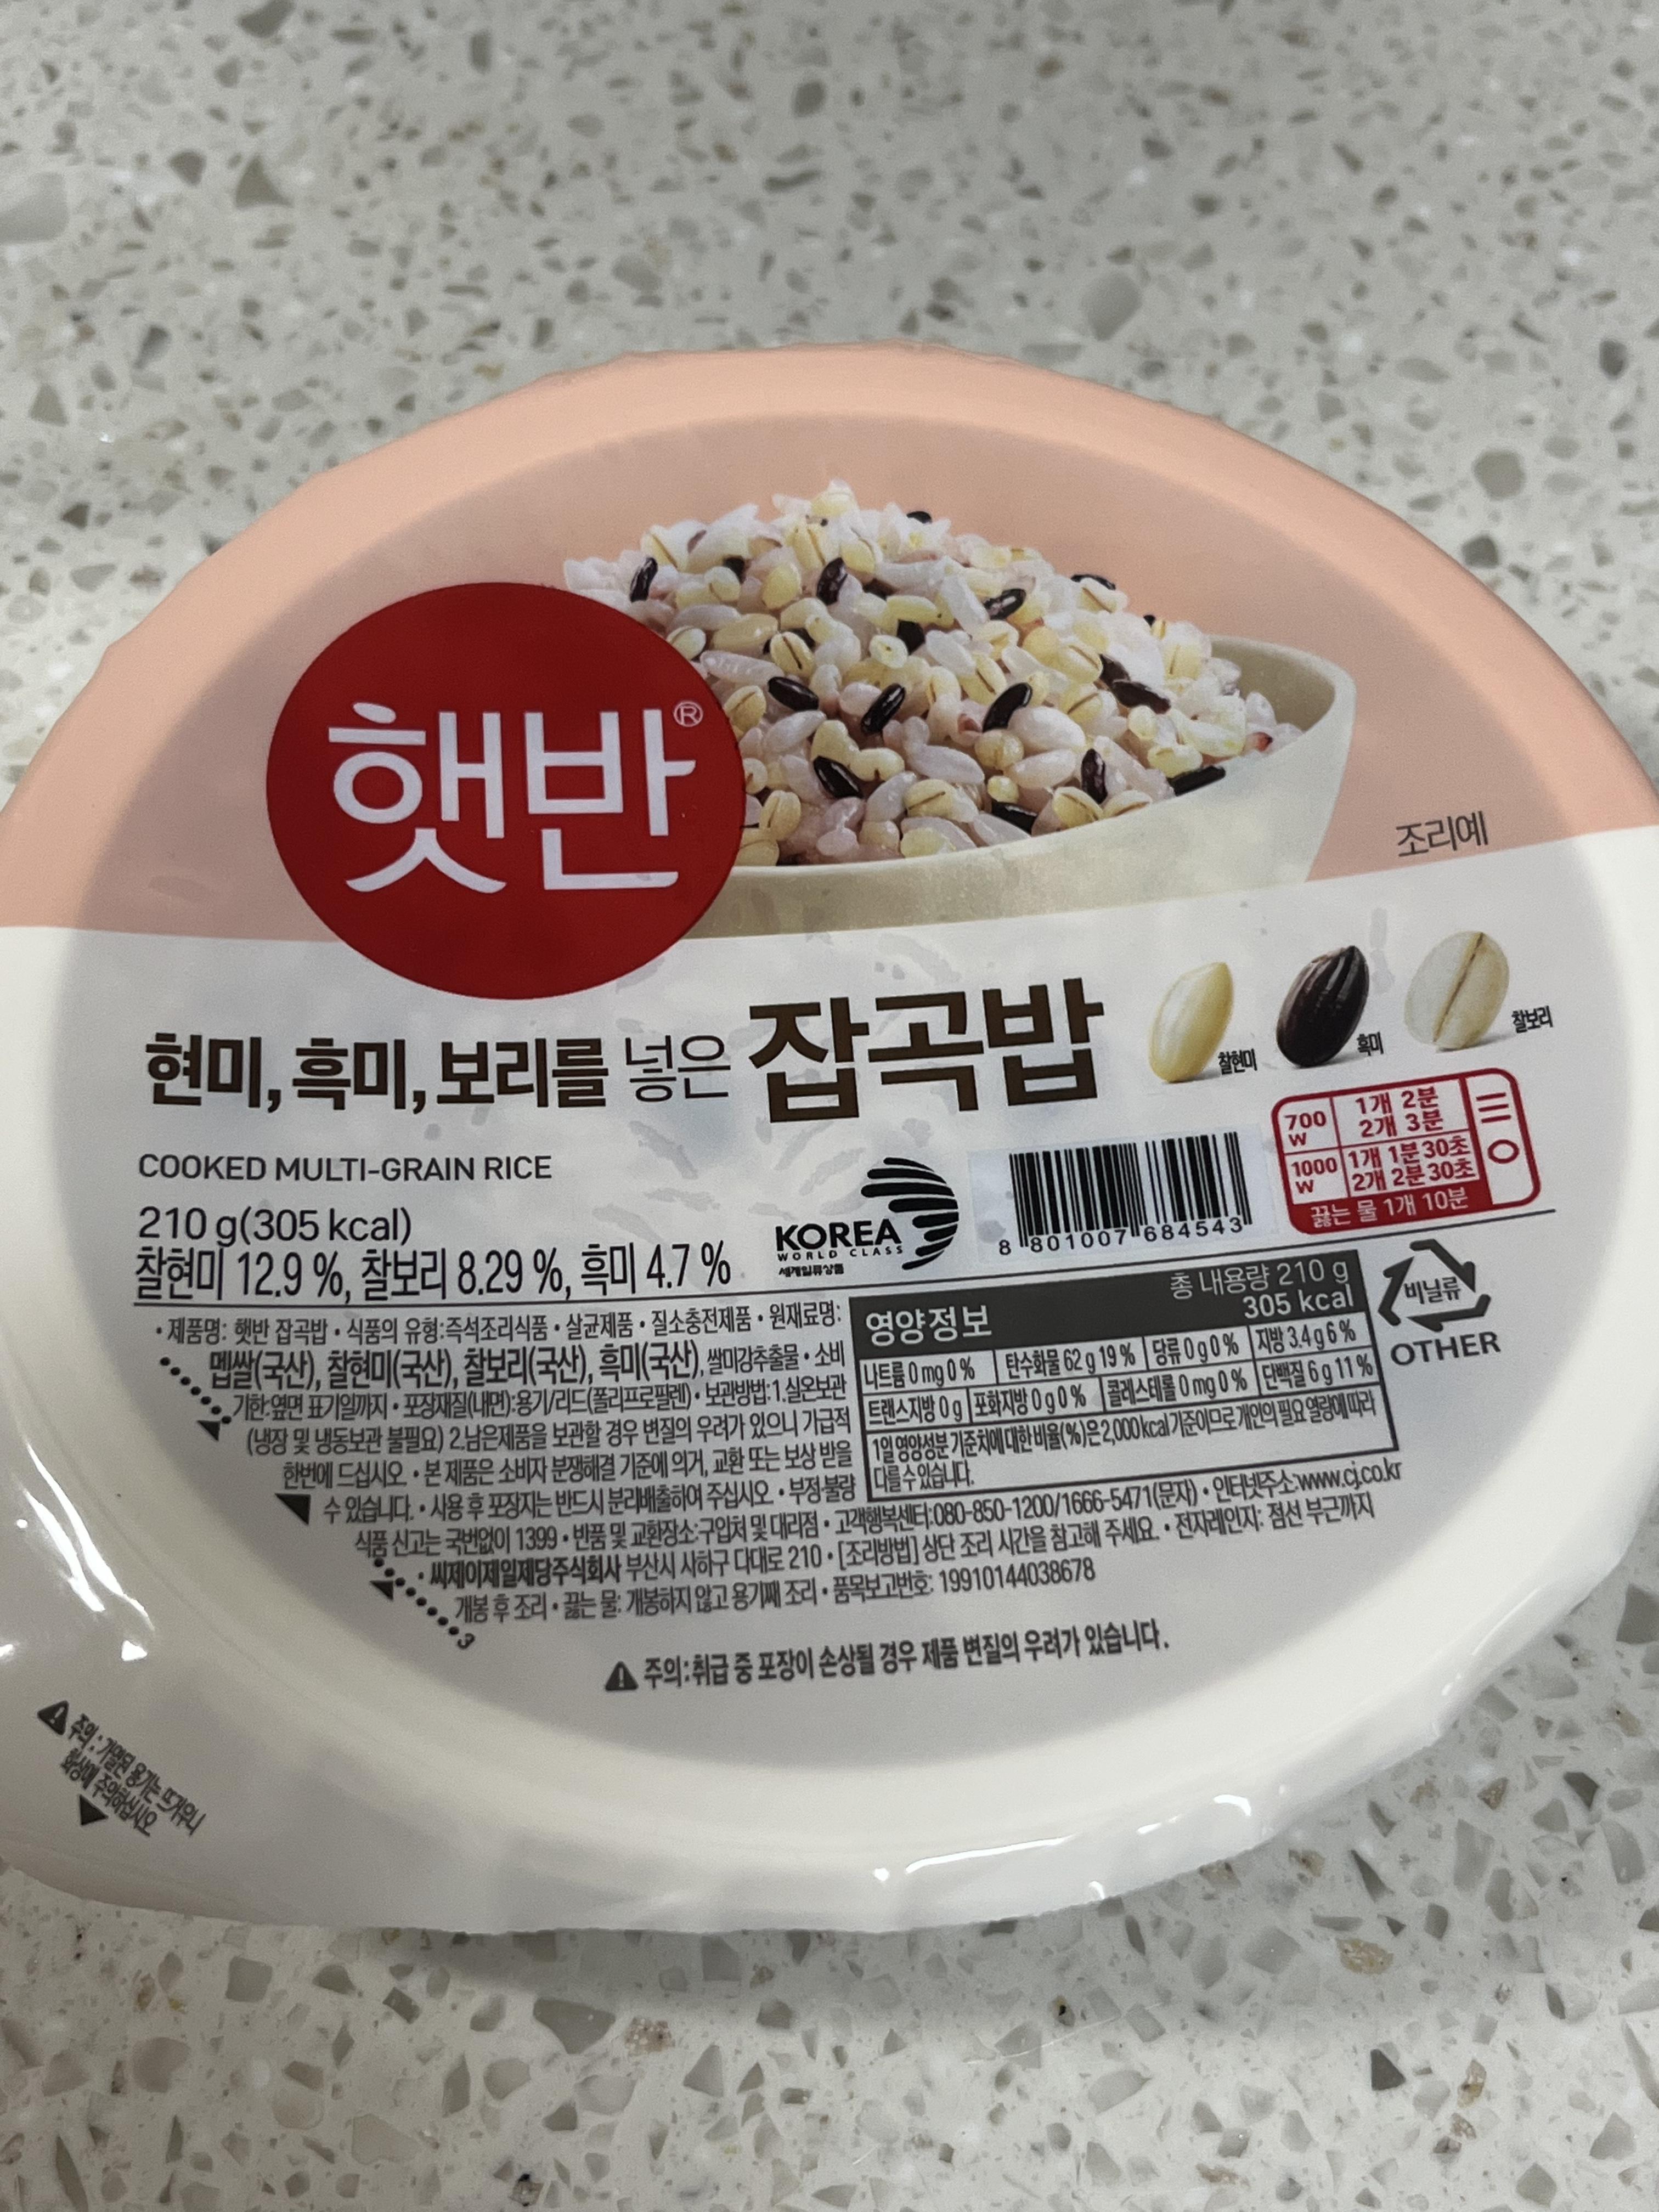 햇반®
조리예
현미, 흑미, 보리를 넣은 잡곡밥
찰현미
흑미
찰보리
COOKED MULTI-GRAIN RICE
210 g(305 kcal)
찰현미 12.9 %, 찰보리 8.29 %, 흑미 4.7 %
KOREA
WORLD CLASS
세계일류상품
8 801007 684543
700 W 1개 2분
2개 3분
1000 W 1개 1분 30초
2개 2분 30초
끓는 물 1개 10분
비닐류
OTHER
• 제품명: 햇반 잡곡밥 • 식품의 유형:즉석조리식품 • 살균제품 • 질소충전제품 • 원재료명:
멥쌀(국산), 찰현미(국산), 찰보리(국산), 흑미(국산), 쌀미강추출물 • 소비
기한:옆면 표기일까지 • 포장재질(내면):용기/리드(폴리프로필렌) • 보관방법:1.실온보관
(냉장 및 냉동보관 불필요) 2.남은제품을 보관할 경우 변질의 우려가 있으니 가급적
한번에 드십시오 • 본 제품은 소비자 분쟁해결 기준에 의거, 교환 또는 보상 받을
수 있습니다. • 사용 후 포장지는 반드시 분리배출하여 주십시오 • 부정·불량
식품 신고는 국번없이 1399 • 반품 및 교환장소:구입처 및 대리점 • 고객행복센터:080-850-1200/1666-5471(문자) • 인터넷주소:www.cj.co.kr
• 씨제이제일제당주식회사 부산시 사하구 다대로 210 • [조리방법] 상단 조리 시간을 참고해 주세요. • 전자레인지: 점선 부근까지
개봉 후 조리 • 끓는 물: 개봉하지 않고 용기째 조리 • 품목보고번호: 19910144038678
영양정보
총 내용량 210 g
305 kcal
나트륨 0 mg 0 % 탄수화물 62 g 19 % 당류 0 g 0 % 지방 3.4 g 6 %
트랜스지방 0 g 포화지방 0 g 0 % 콜레스테롤 0 mg 0 % 단백질 6 g 11 %
1일 영양성분 기준치에 대한 비율(%)은 2,000 kcal 기준이므로 개인의 필요 열량에 따라
다를 수 있습니다.
3
주의:취급 중 포장이 손상될 경우 제품 변질의 우려가 있습니다.
주의: 가열된 용기는 뜨거우니
화상에 주의하십시오